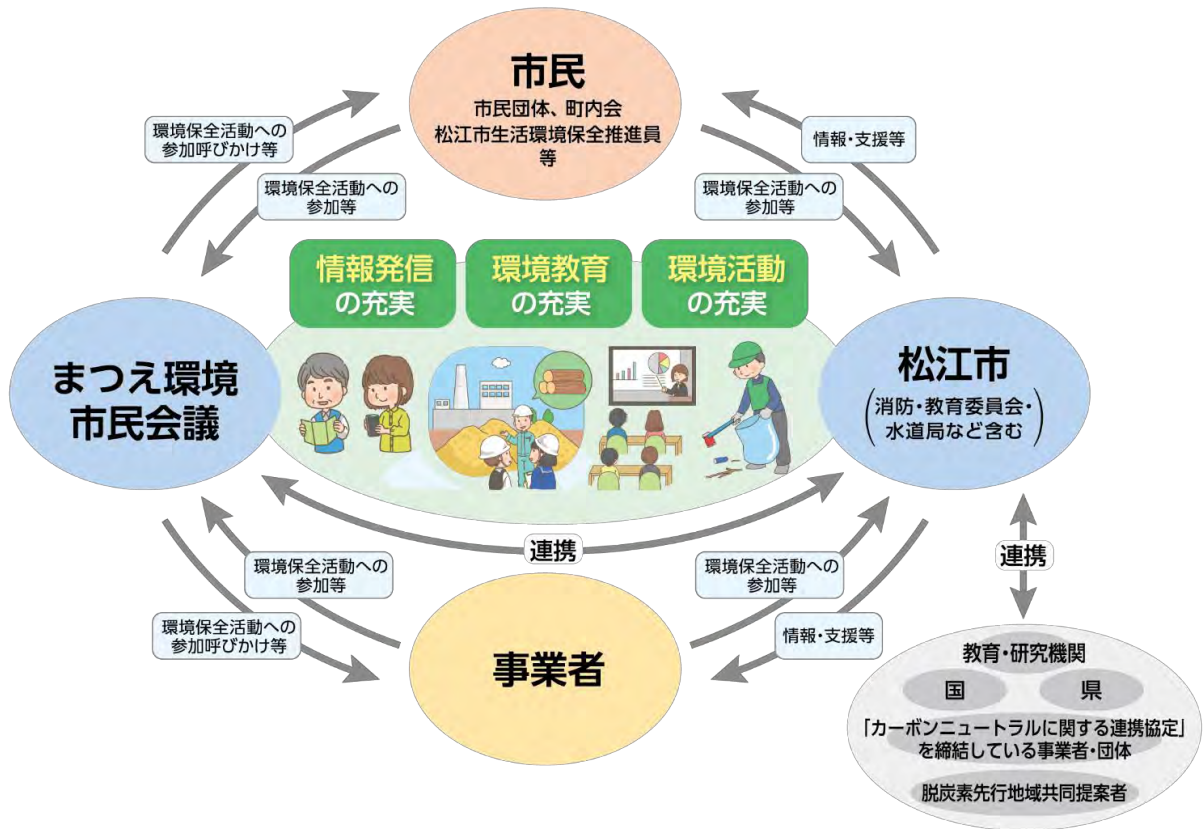 市民
市民団体、町内会
松江市生活環境保全推進員
等
環境保全活動への
参加呼びかけ等
環境保全活動への
参加等
情報・支援等
環境保全活動への
参加等
情報発信
の充実
環境教育
の充実
環境活動
の充実
まつえ環境
市民会議
松江市
(消防・教育委員会・
水道局など含む)
連携
環境保全活動への
参加等
環境保全活動への
参加呼びかけ等
環境保全活動への
参加等
情報・支援等
連携
事業者
教育・研究機関
国
県
「カーボンニュートラルに関する連携協定」
を締結している事業者・団体
脱炭素先行地域共同提案者